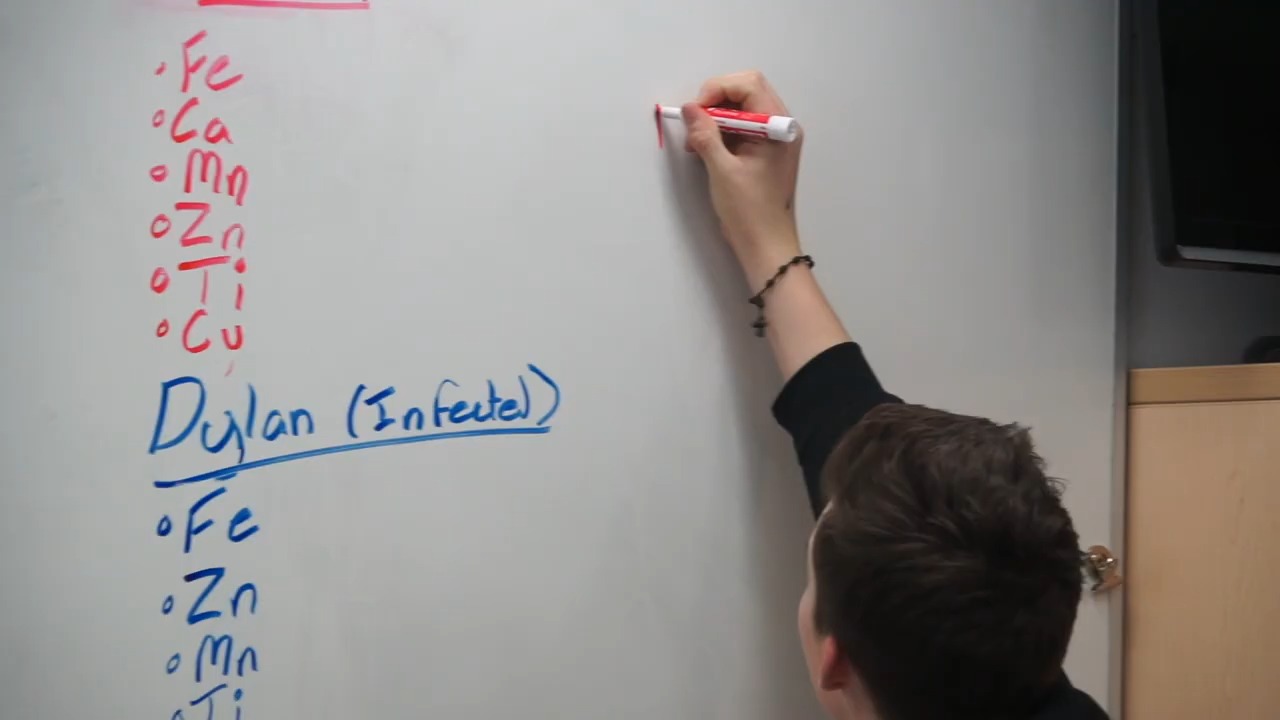 • Fe
• Ca
• Mn
• Zn
• Ti
• Cu
Dylan (Infected)
• Fe
• Zn
• Mn
• Ti